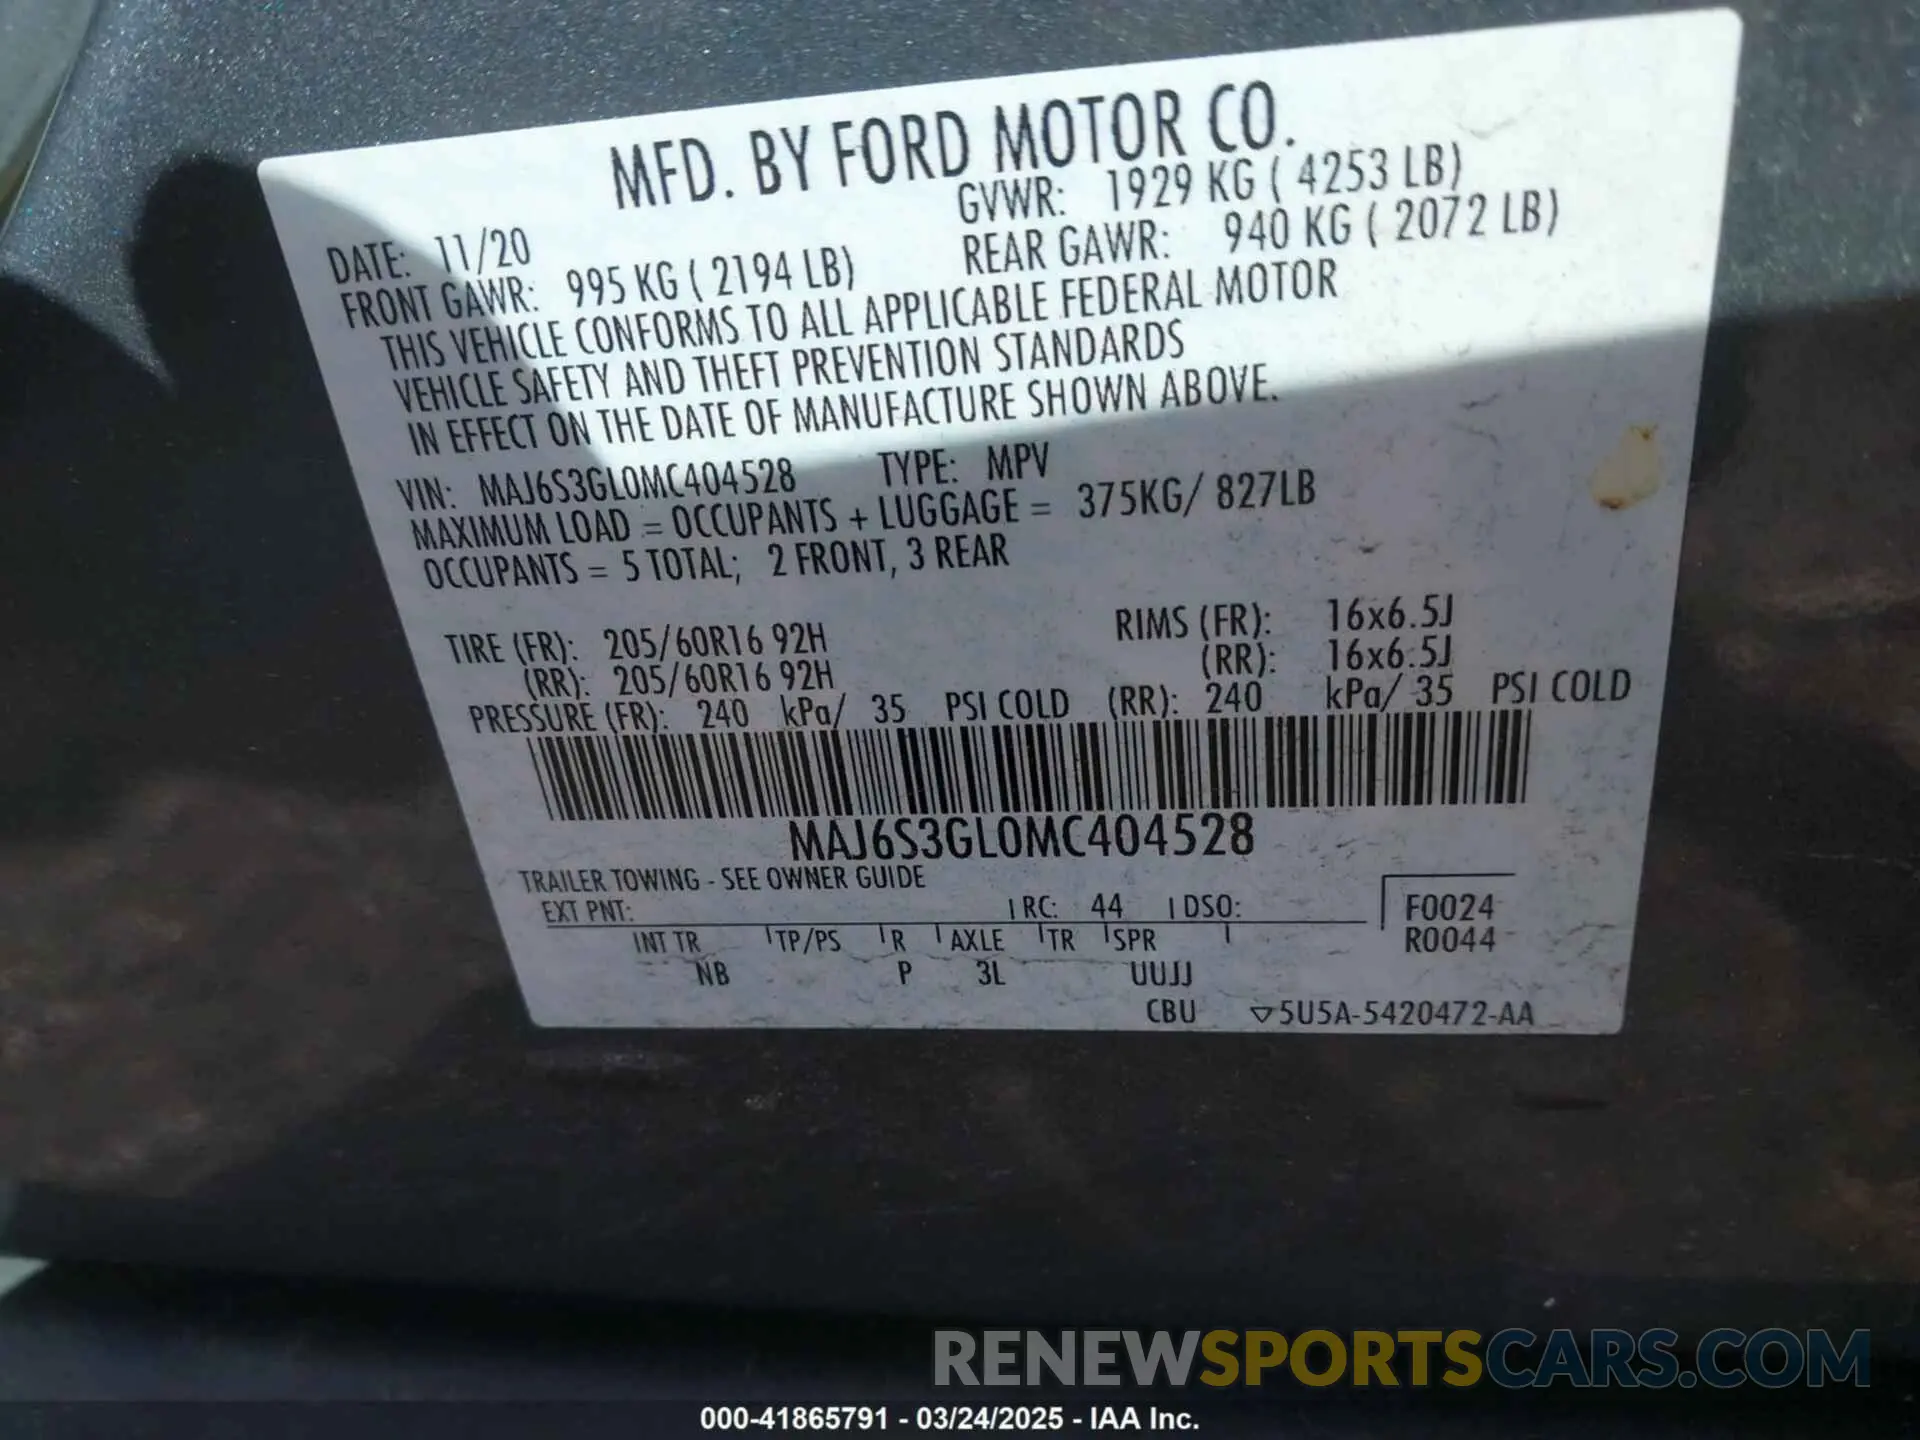 MFD. BY FORD MOTOR CO.
DATE: 11/20 GVWR: 1929 KG ( 4253 LB)
FRONT GAWR: 995 KG ( 2194 LB) REAR GAWR: 940 KG ( 2072 LB)
THIS VEHICLE CONFORMS TO ALL APPLICABLE FEDERAL MOTOR
VEHICLE SAFETY AND THEFT PREVENTION STANDARDS
IN EFFECT ON THE DATE OF MANUFACTURE SHOWN ABOVE.
VIN: MAJ6S3GL0MC404528 TYPE: MPV
MAXIMUM LOAD = OCCUPANTS + LUGGAGE = 375KG/ 827LB
OCCUPANTS = 5 TOTAL; 2 FRONT, 3 REAR
TIRE (FR): 205/60R16 92H RIMS (FR): 16x6.5J
(RR): 205/60R16 92H (RR): 16x6.5J
PRESSURE (FR): 240 kPa/ 35 PSI COLD (RR): 240 kPa/ 35 PSI COLD
MAJ6S3GL0MC404528
TRAILER TOWING - SEE OWNER GUIDE
EXT PNT: RC: 44 DSO: F0024
INT TR TP/PS R AXLE TR SPR R0044
NB P 3L UUJJ
CBU ▽5U5A-5420472-AA
RENEWSPORTSCARS.COM
000-41865791 - 03/24/2025 - IAA Inc.